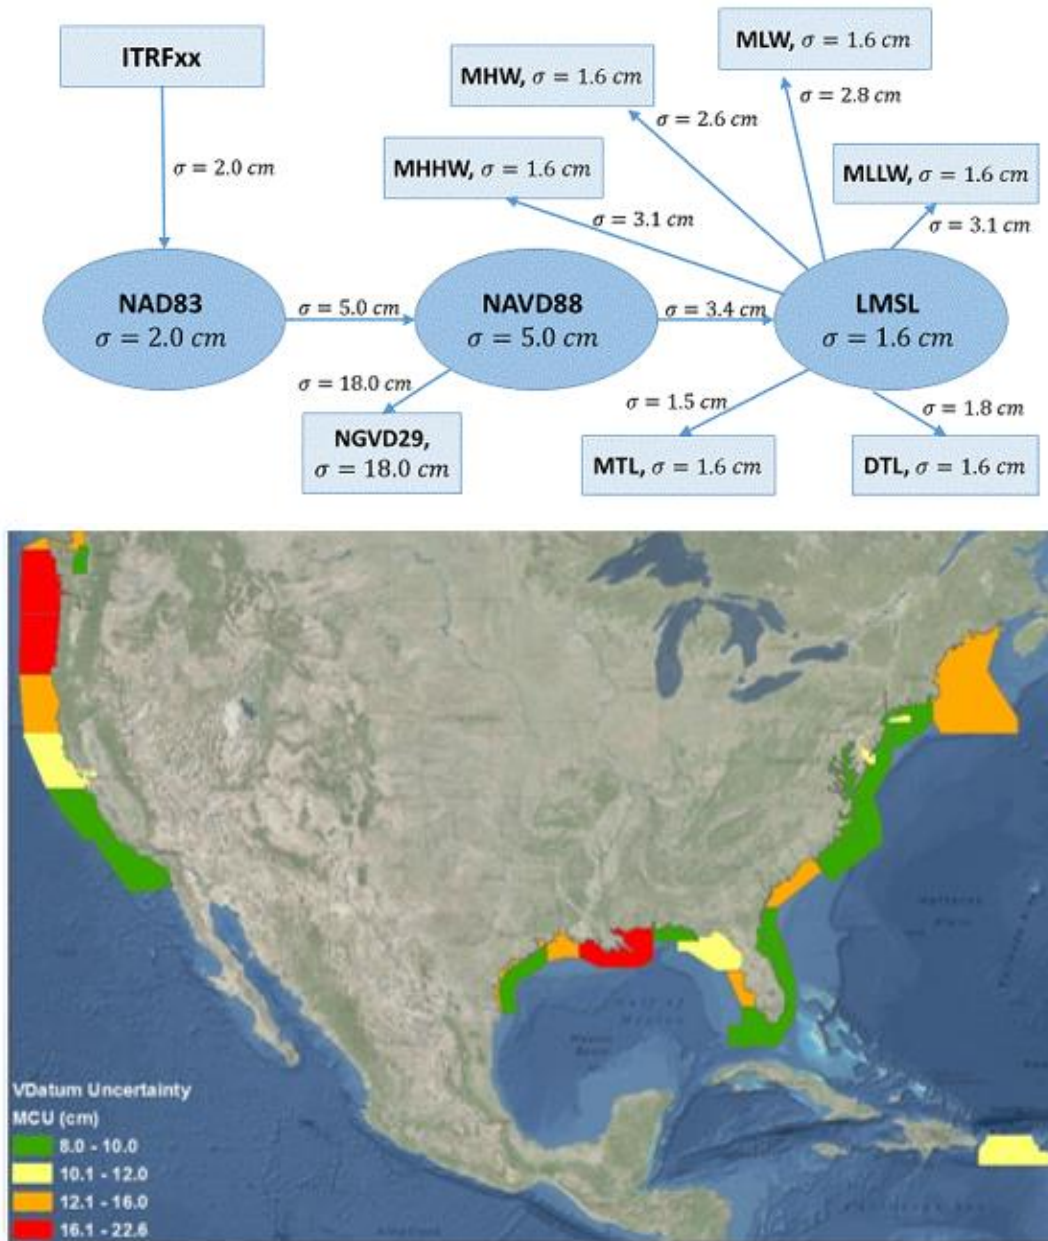 ITRFxx
MLW, σ = 1.6 cm
MHW, σ = 1.6 cm
σ = 2.8 cm
σ = 2.6 cm
σ = 2.0 cm
MHHW, σ = 1.6 cm
MLLW, σ = 1.6 cm
σ = 3.1 cm
σ = 3.1 cm
NAD83
σ = 2.0 cm
σ = 5.0 cm
NAVD88
σ = 5.0 cm
σ = 3.4 cm
LMSL
σ = 1.6 cm
σ = 18.0 cm
σ = 1.5 cm
σ = 1.8 cm
NGVD29,
σ = 18.0 cm
MTL, σ = 1.6 cm
DTL, σ = 1.6 cm
Gulf of
VDatum Uncertainty
MCU (cm)
8.0 - 10.0
10.1 - 12.0
12.1 - 16.0
16.1 - 22.6